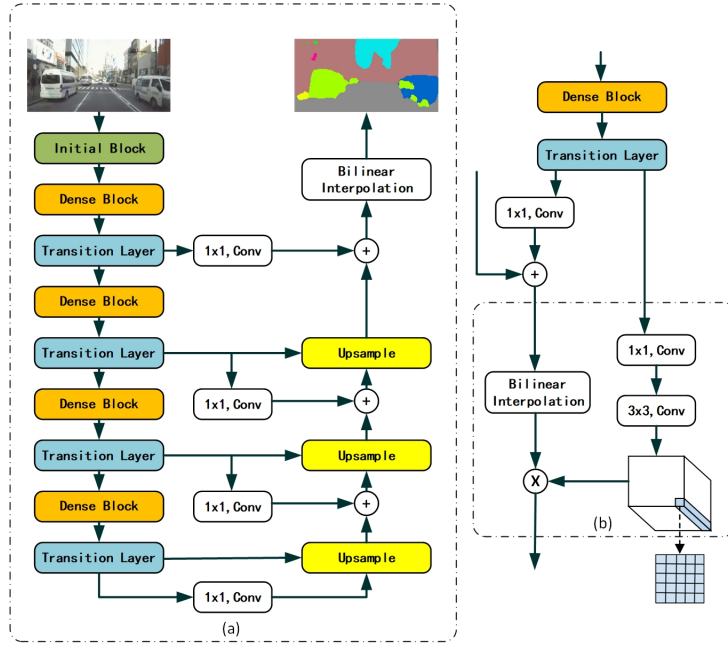 Initial Block
Dense Block
Transition Layer
1x1, Conv
+
Bilinear
Interpolation
Dense Block
Transition Layer
Upsample
1x1, Conv
+
Dense Block
Transition Layer
Upsample
1x1, Conv
+
Dense Block
Transition Layer
Upsample
1x1, Conv
(a)
Dense Block
Transition Layer
1x1, Conv
+
1x1, Conv
Bilinear
Interpolation
3x3, Conv
X
(b)